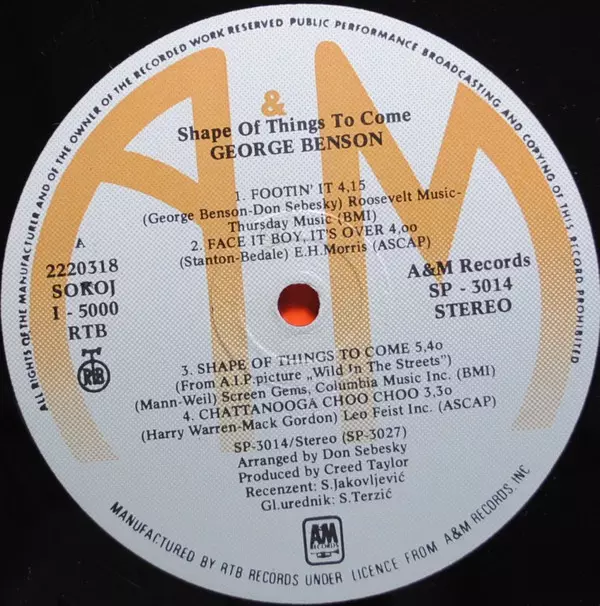 ALL RIGHTS OF THE MANUFACTURER AND OF THE OWNER OF THE RECORDED WORK RESERVED PUBLIC PERFORMANCE BROADCASTING AND COPYING OF THIS RECORD PROHIBITED
&
Shape Of Things To Come
GEORGE BENSON
1. FOOTIN' IT 4,15
(George Benson-Don Sebesky) Roosevelt Music-
Thursday Music (BMI)
2. FACE IT BOY, IT'S OVER 4,oo
(Stanton-Bedale) E.H.Morris (ASCAP)
A
2220318
SOKOJ
I - 5000
RTB
RTB
A&M Records
SP - 3014
STEREO
3. SHAPE OF THINGS TO COME 5,4o
(From A.I.P.picture „Wild In The Streets”)
(Mann-Weil) Screen Gems, Columbia Music Inc. (BMI)
4. CHATTANOOGA CHOO CHOO 3,3o
(Harry Warren-Mack Gordon) Leo Feist Inc. (ASCAP)
SP-3014/Stereo (SP-3027)
Arranged by Don Sebesky
Produced by Creed Taylor
Recenzent: S.Jakovljević
Gl.urednik: S.Terzić
A&M
RECORDS
MANUFACTURED BY RTB RECORDS UNDER LICENCE FROM A&M RECORDS, INC